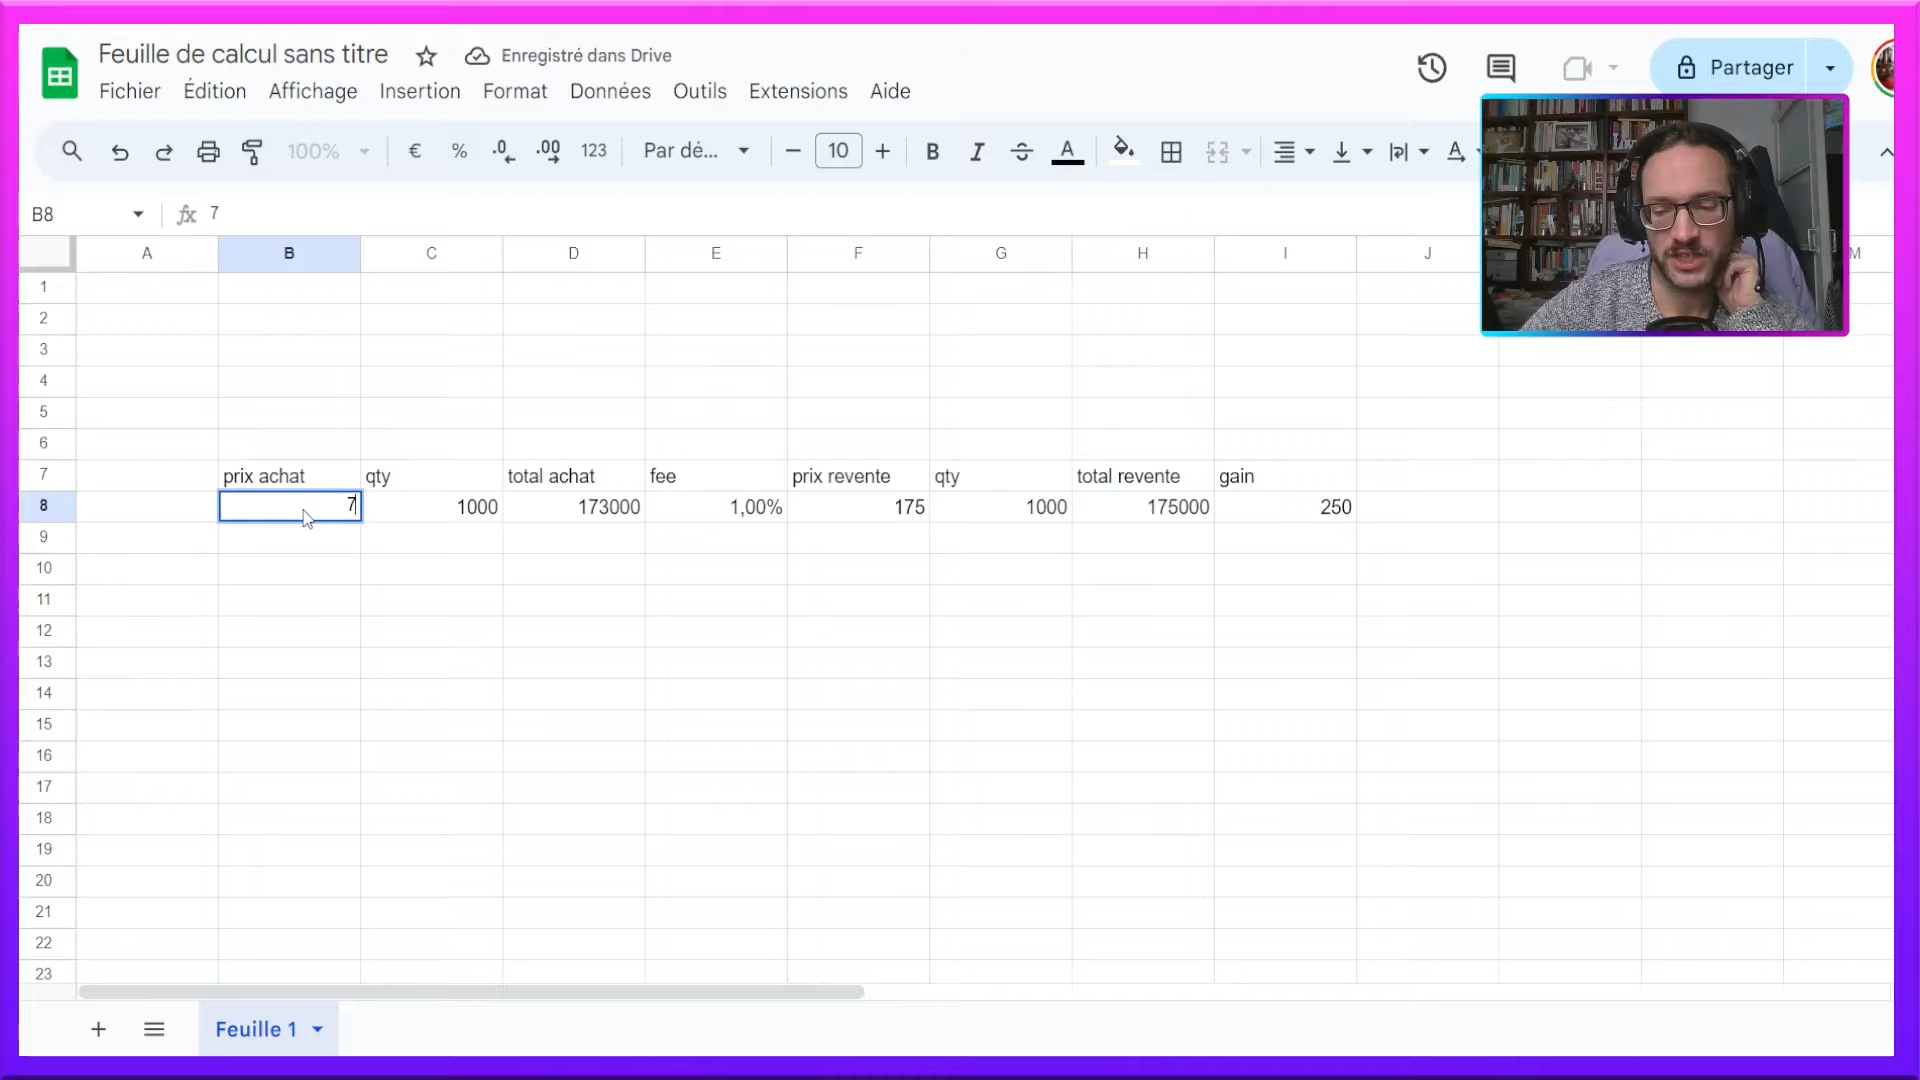 Feuille de calcul sans titre
Enregistré dans Drive
Partager
Fichier Édition Affichage Insertion Format Données Outils Extensions Aide
100% € % .0 .00 123 Par dé... 10 B I S A A
B8 fx 7
A B C D E F G H I J M
1
2
3
4
5
6
7 prix achat qty total achat fee prix revente qty total revente gain
8 7 1000 173000 1,00% 175 1000 175000 250
9
10
11
12
13
14
15
16
17
18
19
20
21
22
23
Feuille 1